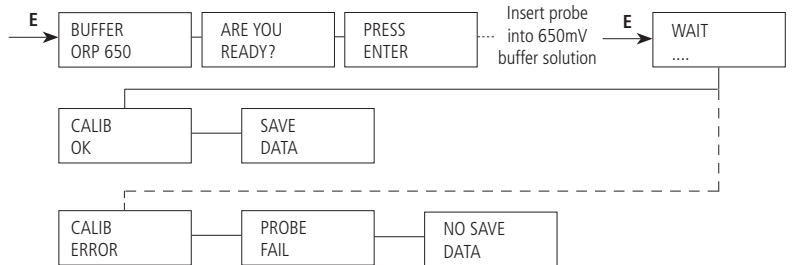 E
BUFFER
ORP 650
ARE YOU
READY?
PRESS
ENTER
Insert probe
into 650mV
buffer solution
E
WAIT
....
CALIB
OK
SAVE
DATA
CALIB
ERROR
PROBE
FAIL
NO SAVE
DATA